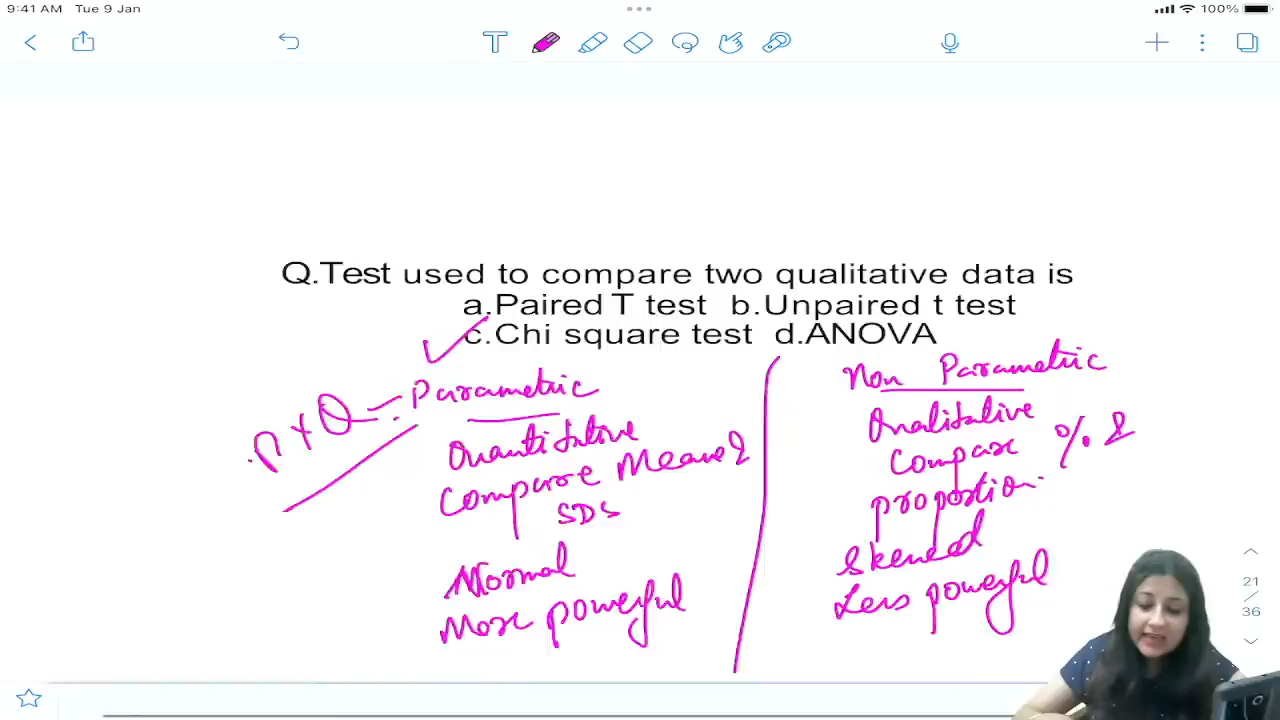 9:41 AM Tue 9 Jan
100%
Q.Test used to compare two qualitative data is
a.Paired T test b.Unpaired t test
c.Chi square test d.ANOVA
Parametric
Quantitative
Compare Means &
SDS
Normal
More powerful
Non Parametric
Qualitative
Compare % &
proportion.
Skewed
Less powerful
21
/
36